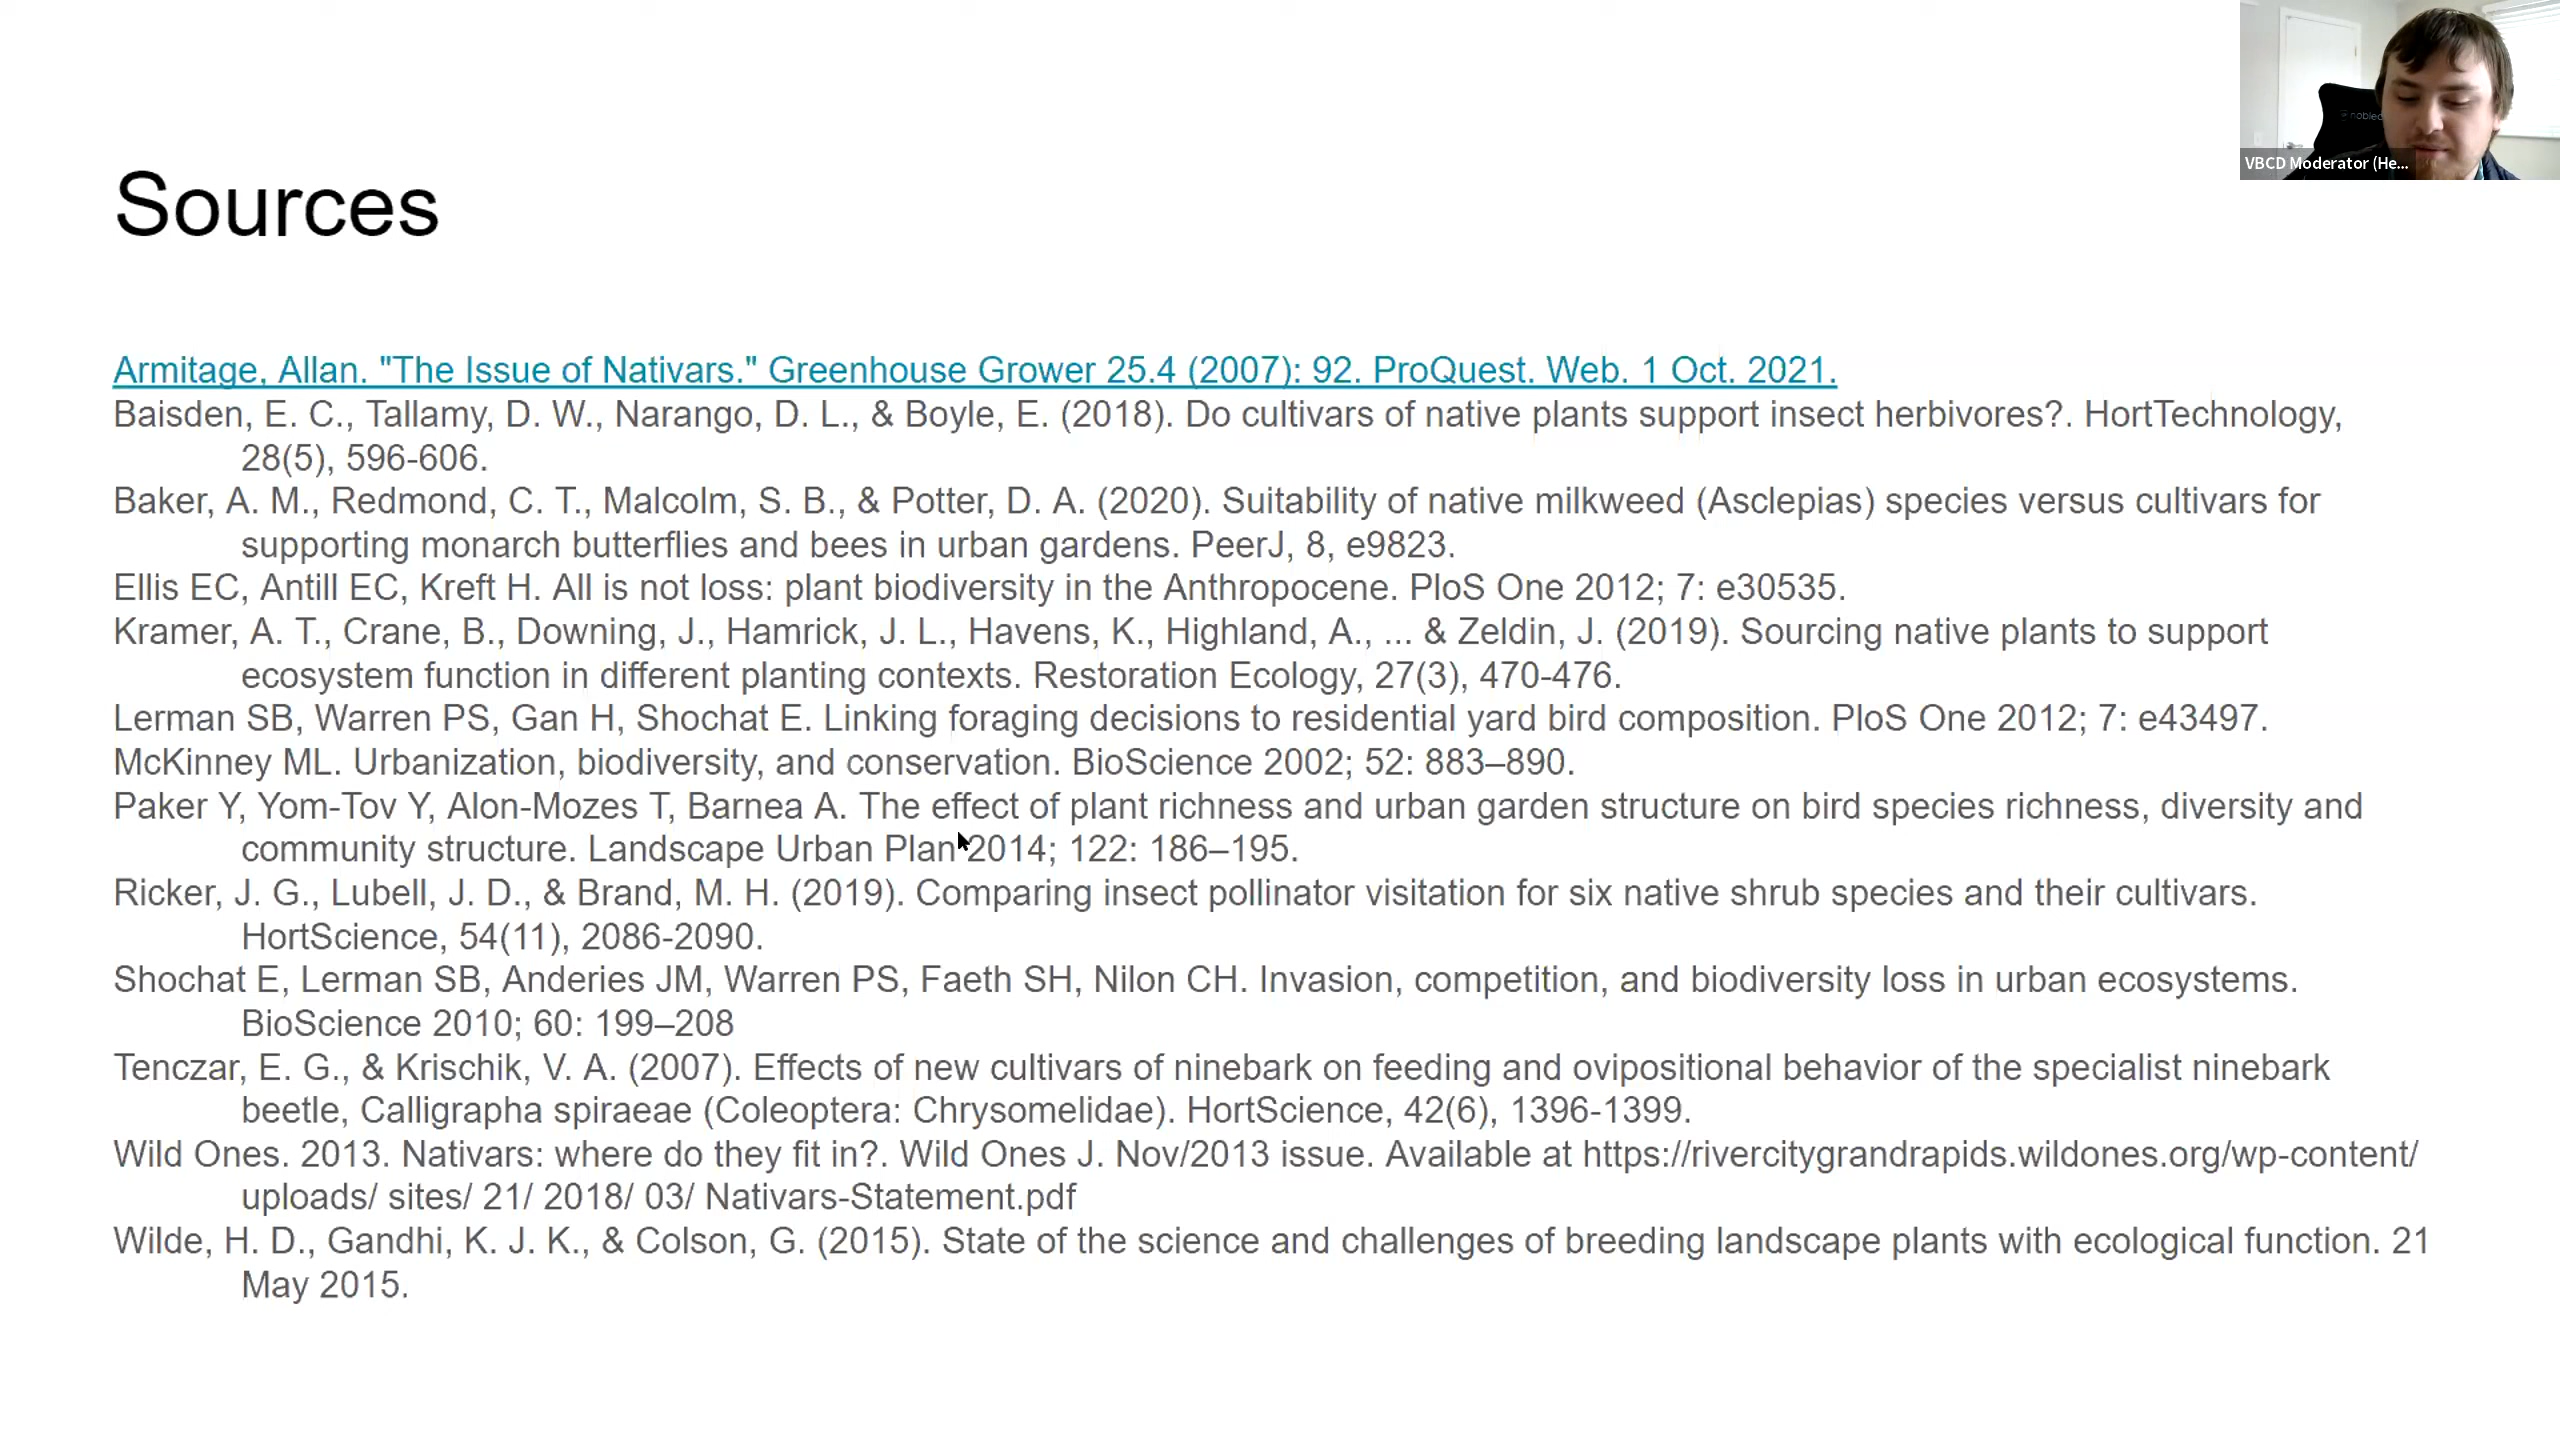 VBCD Moderator (He...
Sources
Armitage, Allan. "The Issue of Nativars." Greenhouse Grower 25.4 (2007): 92. ProQuest. Web. 1 Oct. 2021.
Baisden, E. C., Tallamy, D. W., Narango, D. L., & Boyle, E. (2018). Do cultivars of native plants support insect herbivores?. HortTechnology,
28(5), 596-606.
Baker, A. M., Redmond, C. T., Malcolm, S. B., & Potter, D. A. (2020). Suitability of native milkweed (Asclepias) species versus cultivars for
supporting monarch butterflies and bees in urban gardens. PeerJ, 8, e9823.
Ellis EC, Antill EC, Kreft H. All is not loss: plant biodiversity in the Anthropocene. PloS One 2012; 7: e30535.
Kramer, A. T., Crane, B., Downing, J., Hamrick, J. L., Havens, K., Highland, A., ... & Zeldin, J. (2019). Sourcing native plants to support
ecosystem function in different planting contexts. Restoration Ecology, 27(3), 470-476.
Lerman SB, Warren PS, Gan H, Shochat E. Linking foraging decisions to residential yard bird composition. PloS One 2012; 7: e43497.
McKinney ML. Urbanization, biodiversity, and conservation. BioScience 2002; 52: 883–890.
Paker Y, Yom-Tov Y, Alon-Mozes T, Barnea A. The effect of plant richness and urban garden structure on bird species richness, diversity and
community structure. Landscape Urban Plan 2014; 122: 186–195.
Ricker, J. G., Lubell, J. D., & Brand, M. H. (2019). Comparing insect pollinator visitation for six native shrub species and their cultivars.
HortScience, 54(11), 2086-2090.
Shochat E, Lerman SB, Anderies JM, Warren PS, Faeth SH, Nilon CH. Invasion, competition, and biodiversity loss in urban ecosystems.
BioScience 2010; 60: 199–208
Tenczar, E. G., & Krischik, V. A. (2007). Effects of new cultivars of ninebark on feeding and ovipositional behavior of the specialist ninebark
beetle, Calligrapha spiraeae (Coleoptera: Chrysomelidae). HortScience, 42(6), 1396-1399.
Wild Ones. 2013. Nativars: where do they fit in?. Wild Ones J. Nov/2013 issue. Available at https://rivercitygrandrapids.wildones.org/wp-content/
uploads/ sites/ 21/ 2018/ 03/ Nativars-Statement.pdf
Wilde, H. D., Gandhi, K. J. K., & Colson, G. (2015). State of the science and challenges of breeding landscape plants with ecological function. 21
May 2015.